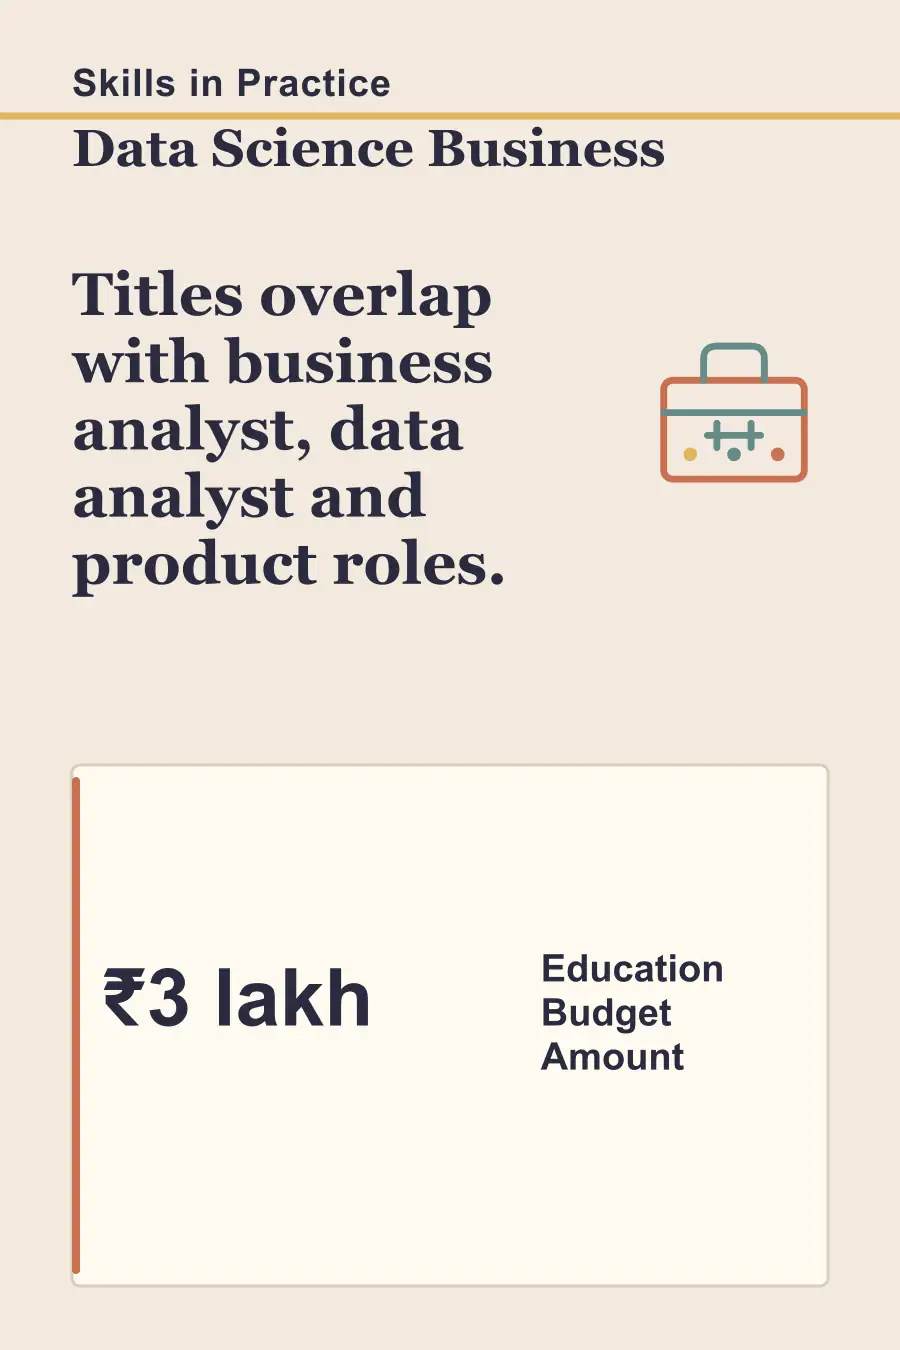 Skills in Practice
Data Science Business
Titles overlap
with business
analyst, data
analyst and
product roles.
₹3 lakh
Education
Budget
Amount